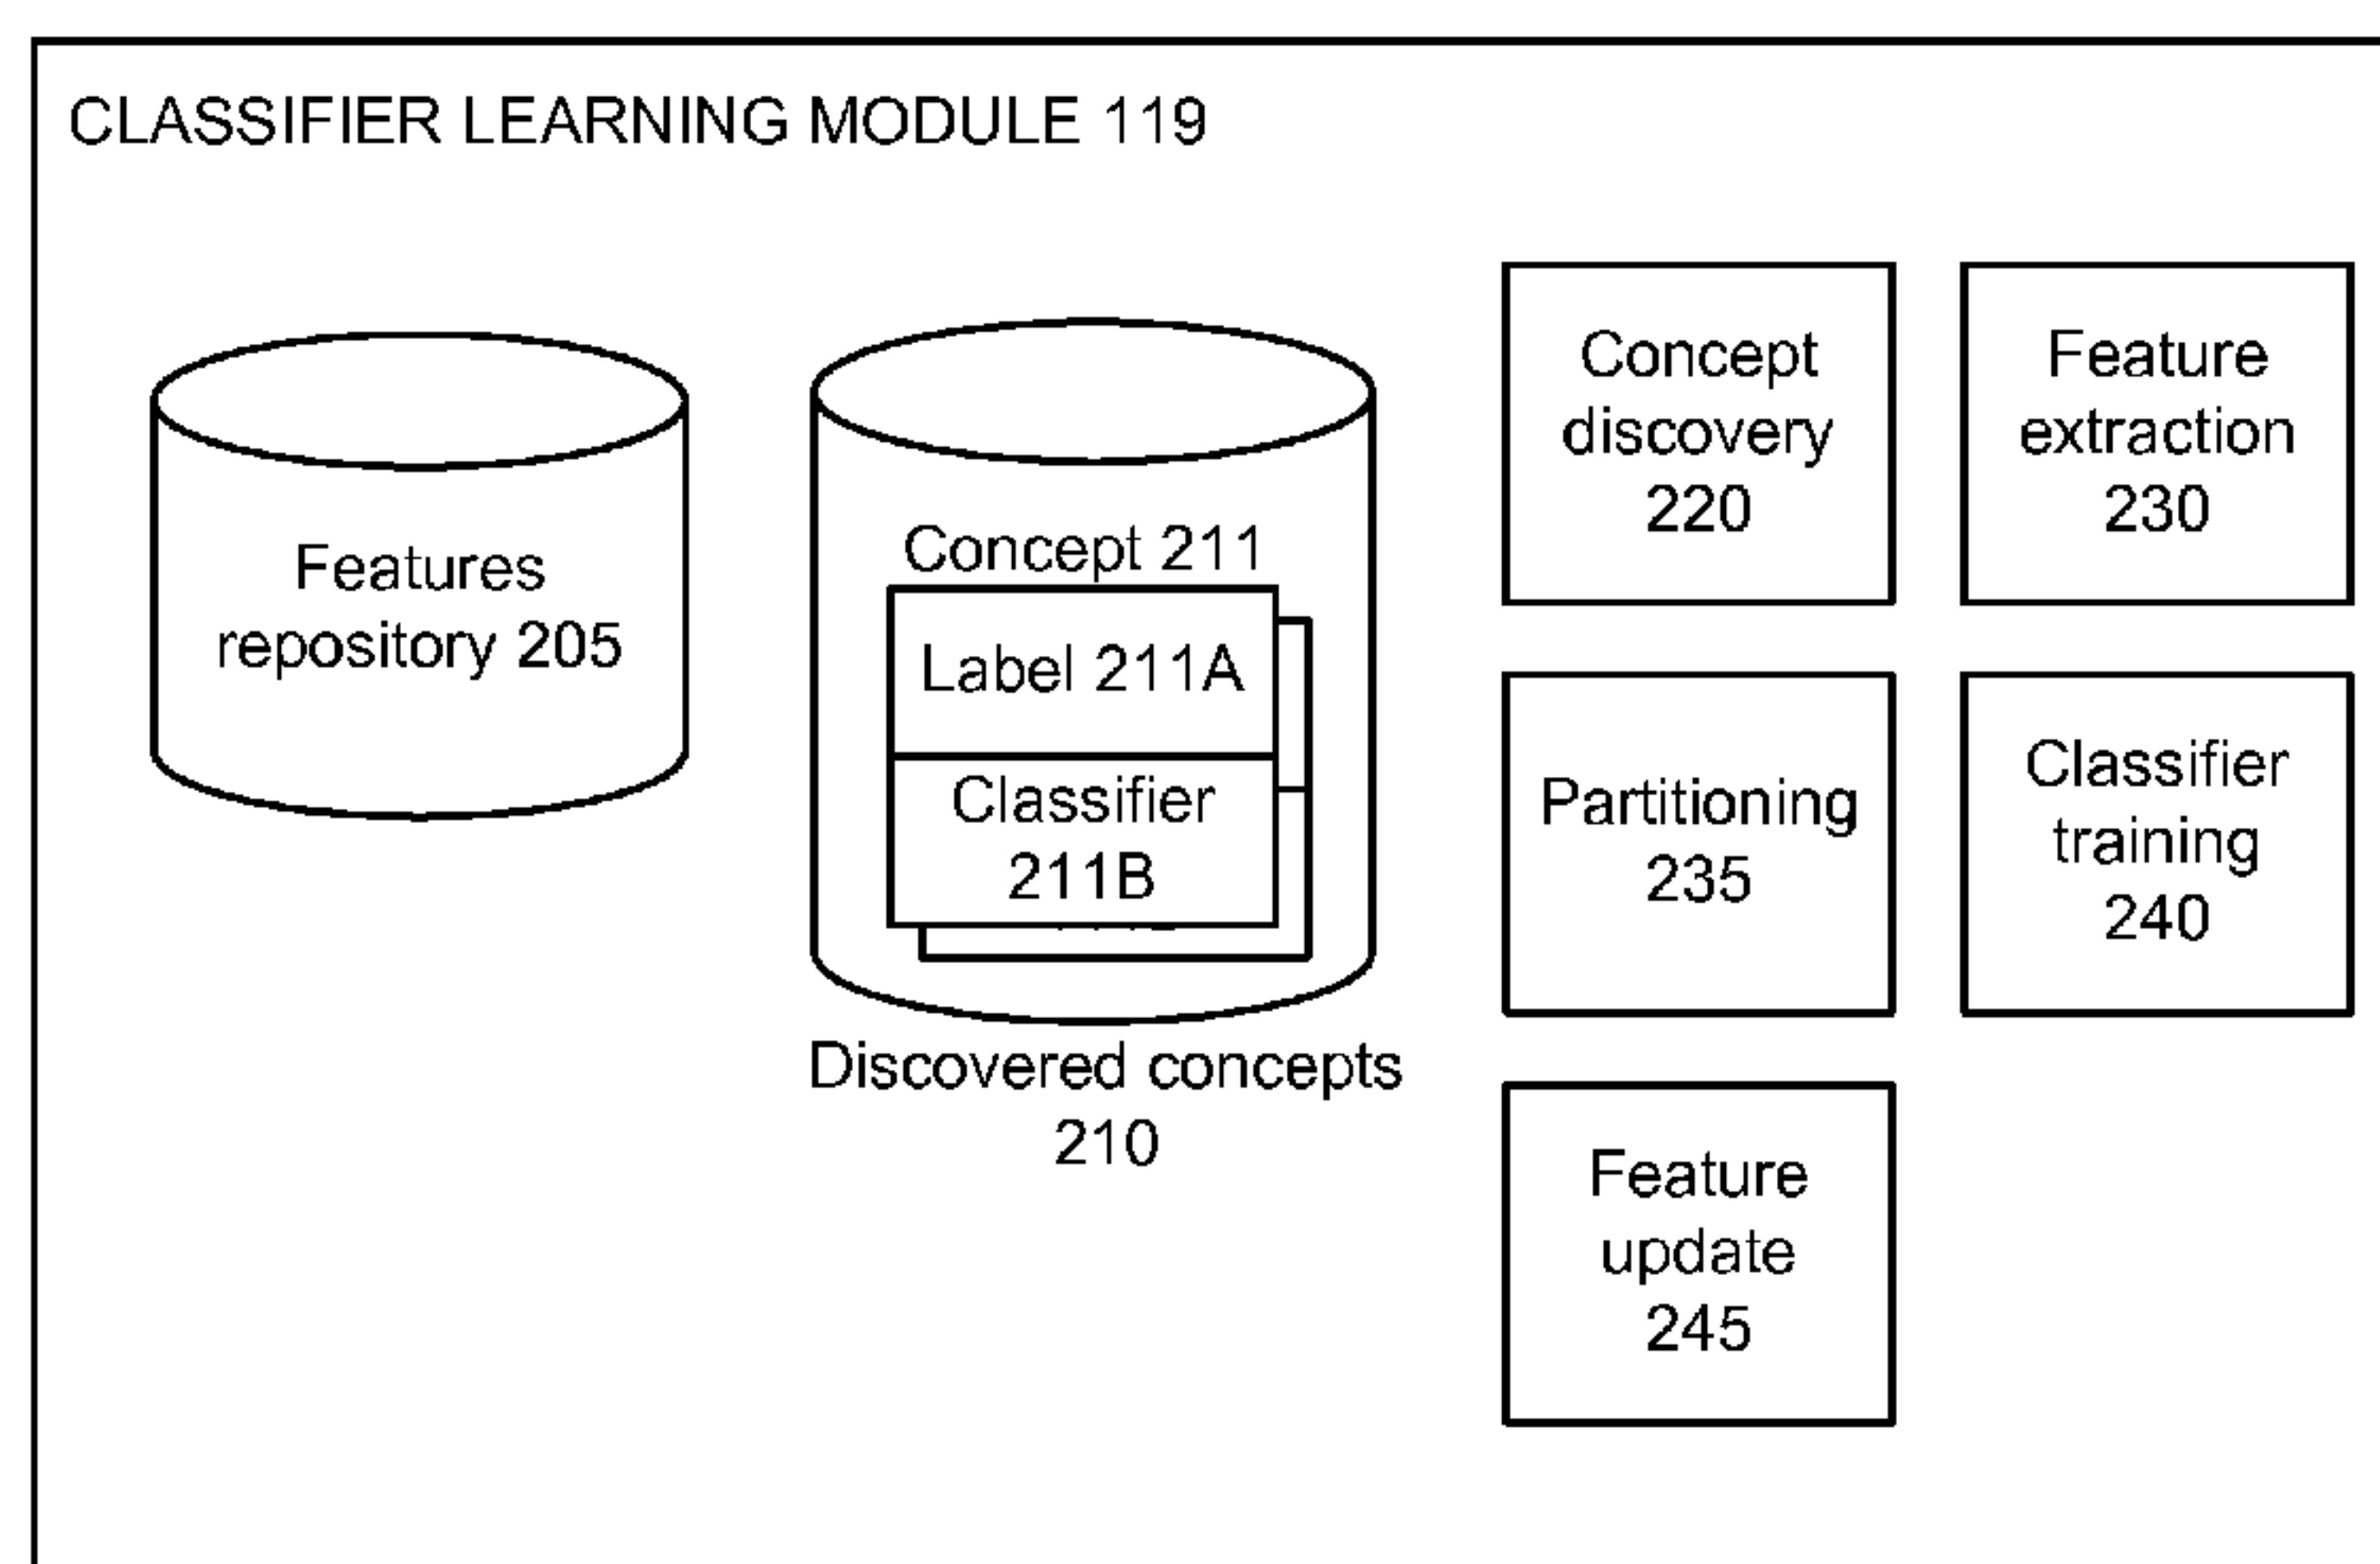 CLASSIFIER LEARNING MODULE 119
Features
repository 205
Concept 211
Label 211A
Classifier
211B
Discovered concepts
210
Concept
discovery
220
Feature
extraction
230
Partitioning
235
Classifier
training
240
Feature
update
245